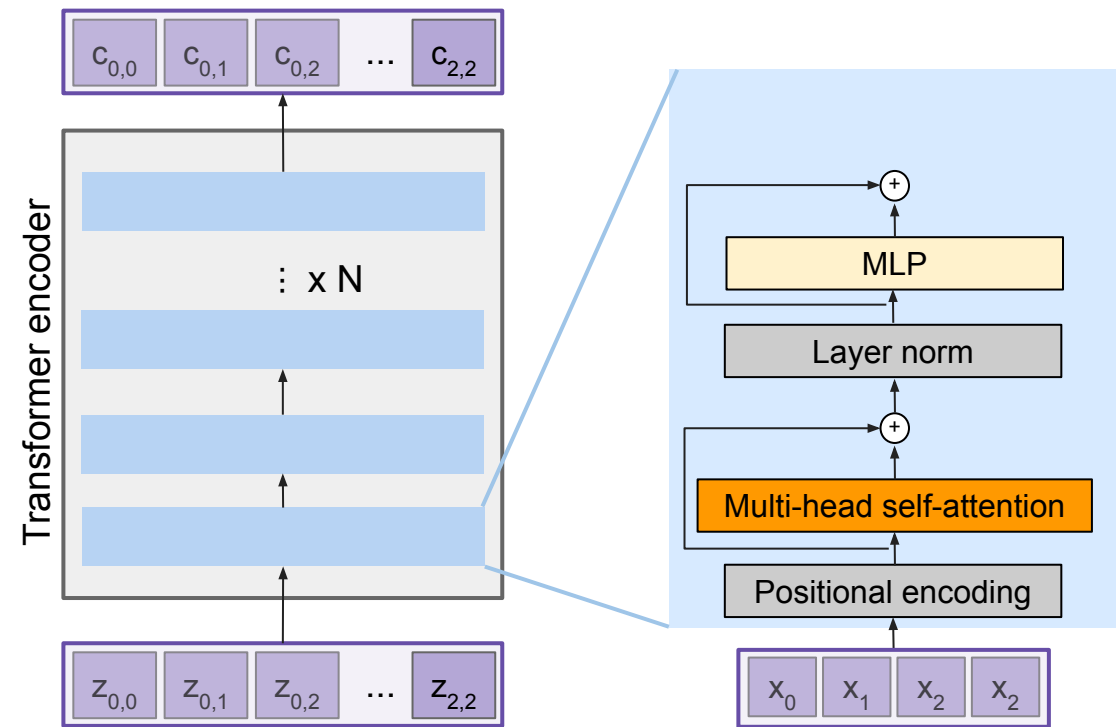 c0,0 c0,1 c0,2 ... c2,2
Transformer encoder
⋮ x N
z0,0 z0,1 z0,2 ... z2,2
+
MLP
Layer norm
+
Multi-head self-attention
Positional encoding
x0 x1 x2 x2